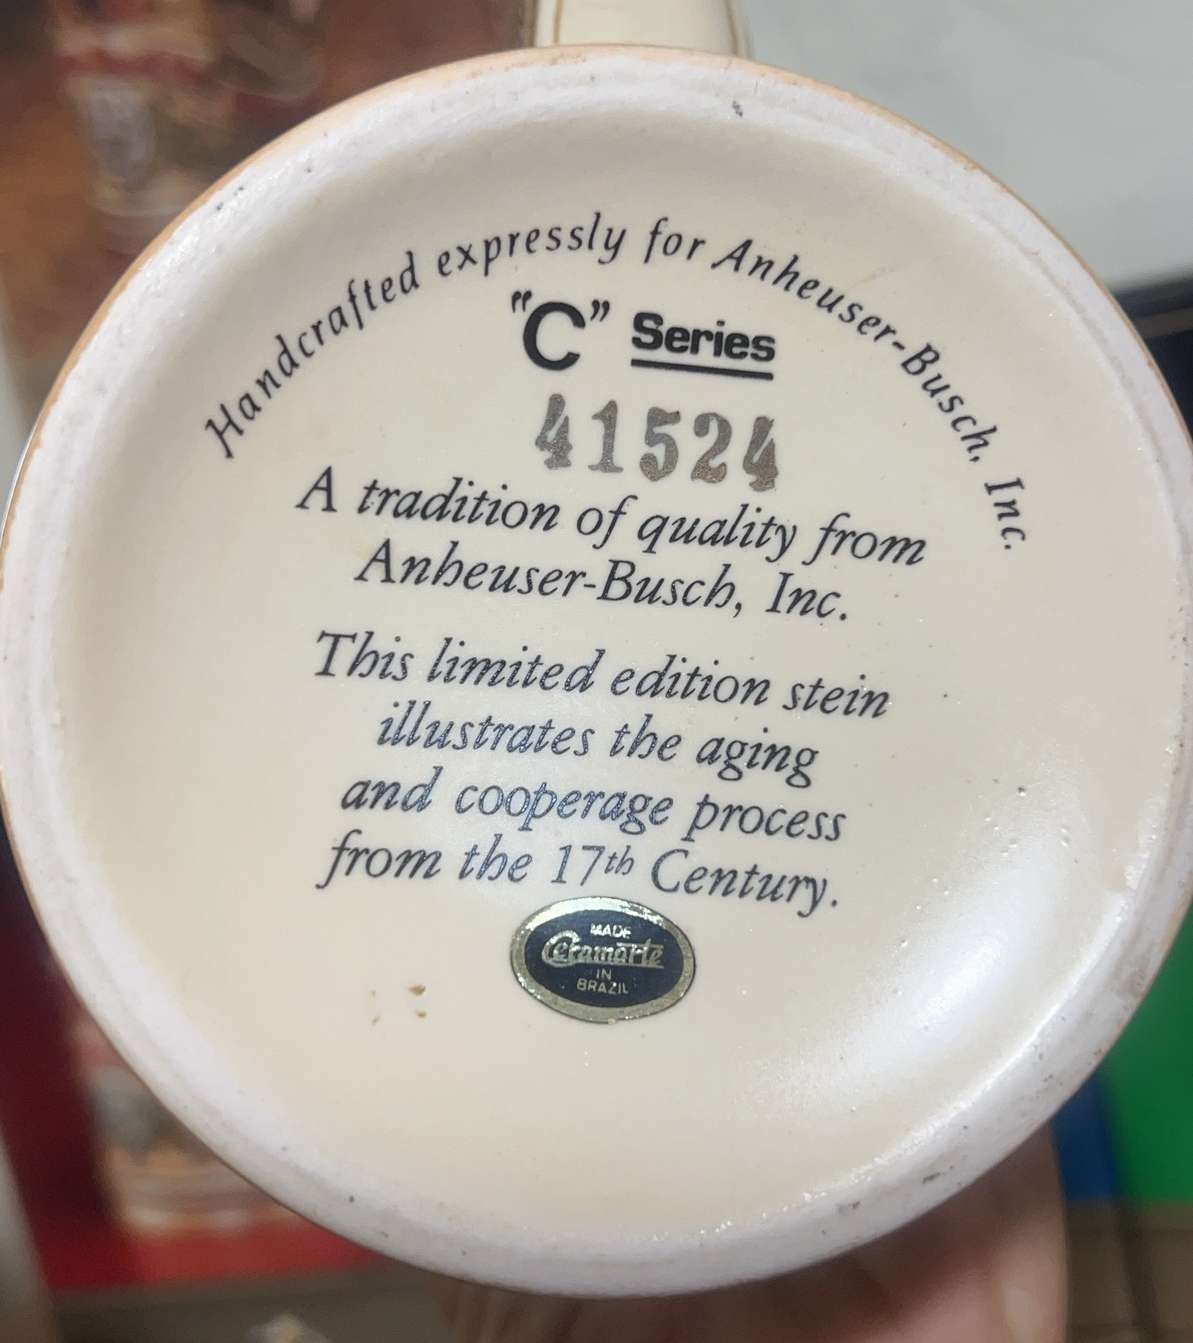 Handcrafted expressly for Anheuser-Busch, Inc.
"C" Series
41524
A tradition of quality from
Anheuser-Busch, Inc.
This limited edition stein
illustrates the aging
and cooperage process
from the 17th Century.
MADE
Ceramarte
IN
BRAZIL